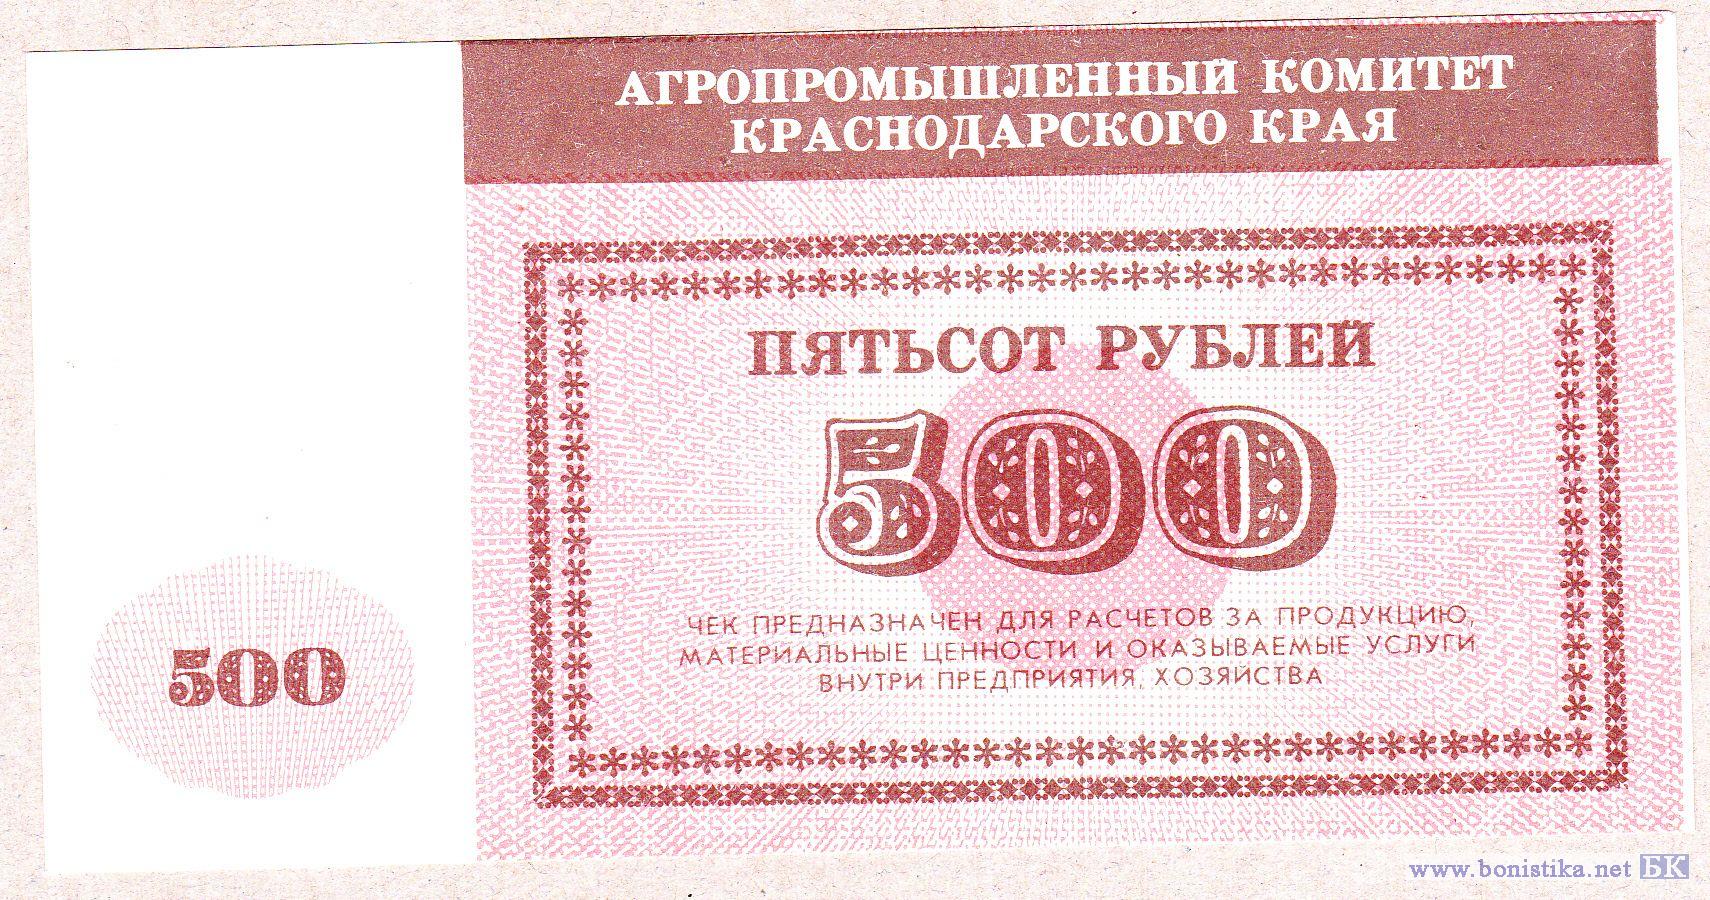 АГРОПРОМЫШЛЕННЫЙ КОМИТЕТ
КРАСНОДАРСКОГО КРАЯ
ПЯТЬСОТ РУБЛЕЙ
500
ЧЕК ПРЕДНАЗНАЧЕН ДЛЯ РАСЧЕТОВ ЗА ПРОДУКЦИЮ,
МАТЕРИАЛЬНЫЕ ЦЕННОСТИ И ОКАЗЫВАЕМЫЕ УСЛУГИ
ВНУТРИ ПРЕДПРИЯТИЯ, ХОЗЯЙСТВА
500
www.bonistika.net БК